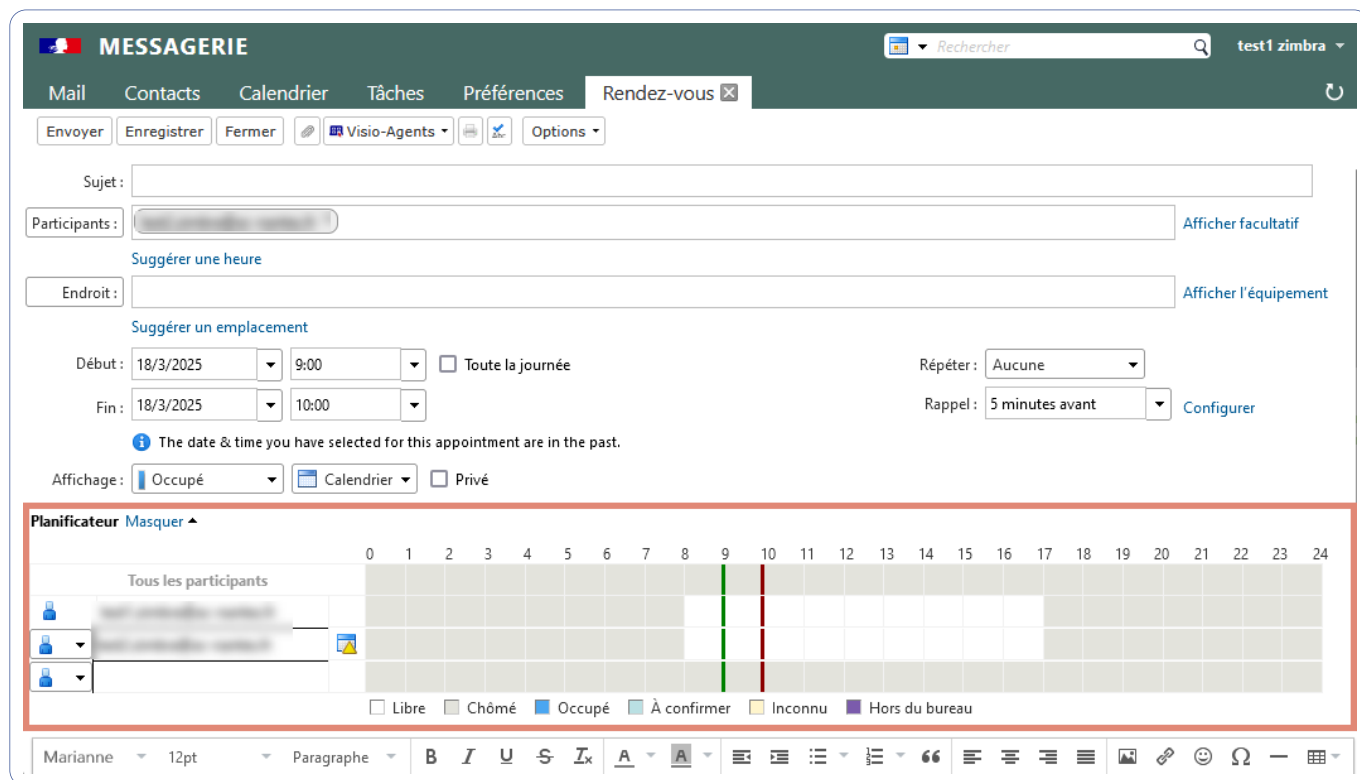 MESSAGERIE Rechercher test1 zimbra
Mail Contacts Calendrier Tâches Préférences Rendez-vous
Envoyer Enregistrer Fermer Visio-Agents Abc Options
Sujet :
Participants : Afficher facultatif
Suggérer une heure
Endroit : Afficher l'équipement
Suggérer un emplacement
Début : 18/3/2025 9:00 Toute la journée Répéter : Aucune
Fin : 18/3/2025 10:00 Rappel : 5 minutes avant Configurer
The date & time you have selected for this appointment are in the past.
Affichage : Occupé Calendrier Privé
Planificateur Masquer
0 1 2 3 4 5 6 7 8 9 10 11 12 13 14 15 16 17 18 19 20 21 22 23 24
Tous les participants
Libre Chômé Occupé À confirmer Inconnu Hors du bureau
Marianne 12pt Paragraphe B I U S Tx A A 66 Ω